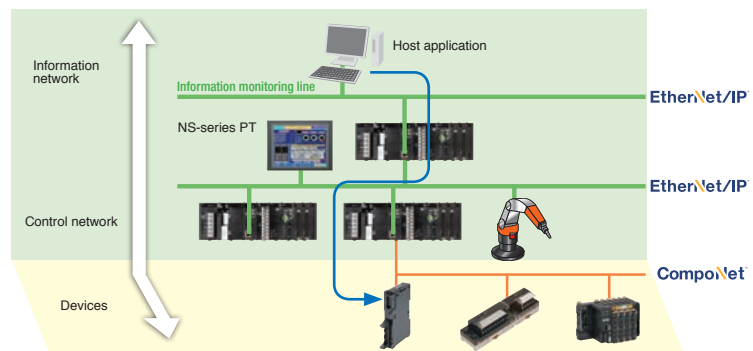 Host application
Information
network
Information monitoring line
EtherNet/IP
NS-series PT
EtherNet/IP
Control network
CompoNet
Devices